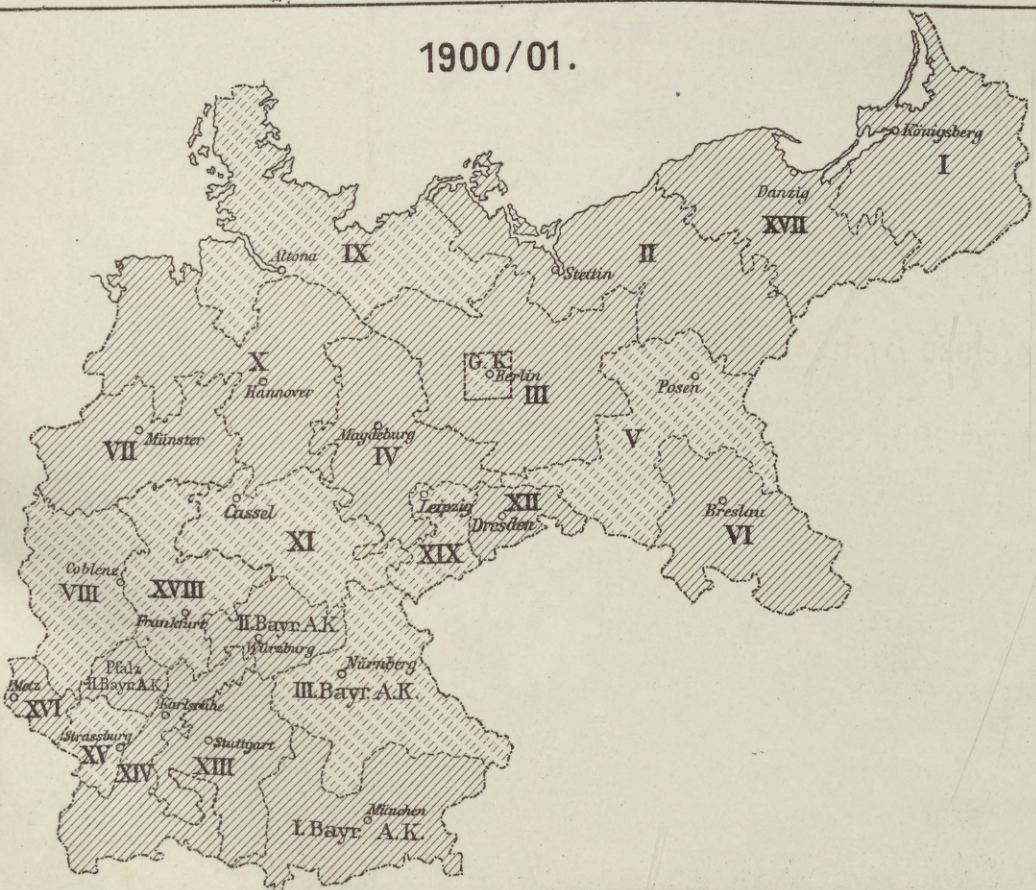 1900/01.
Königsberg
I
Danzig
XVII
II
Altona
IX
Stettin
X
Hannover
G. K
Berlin
III
Posen
VII
Münster
Magdeburg
IV
V
Cassel
XI
Leipzig
XII
Dresden
XIX
Breslau
VI
Coblenz
VIII
XVIII
Frankfurt
II.Bayr.A.K
Würzburg
Pfalz
II.Bayr.A.K
Nürnberg
III.Bayr.A.K.
Metz
XVI
Karlsruhe
Strassburg
XV
XIV
Stuttgart
XIII
München
I.Bayr. A.K.